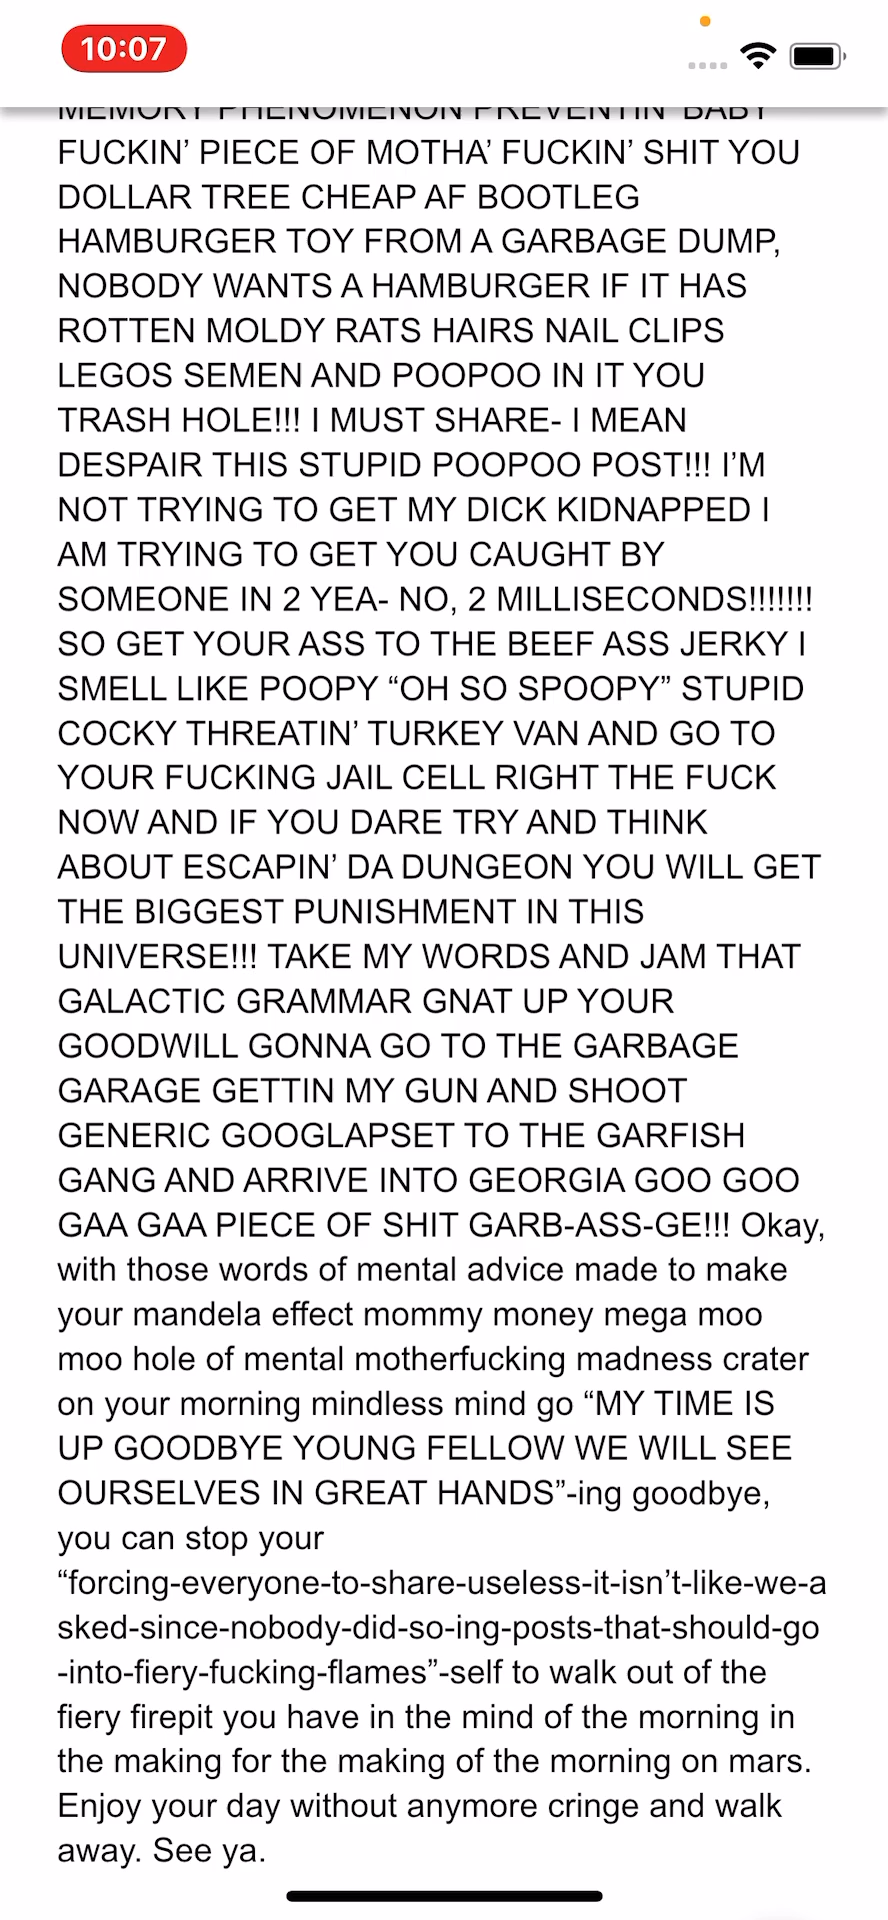 10:07
MEMORY PHENOMENON PREVENTIN' BABY
FUCKIN’ PIECE OF MOTHA’ FUCKIN’ SHIT YOU
DOLLAR TREE CHEAP AF BOOTLEG
HAMBURGER TOY FROM A GARBAGE DUMP,
NOBODY WANTS A HAMBURGER IF IT HAS
ROTTEN MOLDY RATS HAIRS NAIL CLIPS
LEGOS SEMEN AND POOPOO IN IT YOU
TRASH HOLE!!! I MUST SHARE- I MEAN
DESPAIR THIS STUPID POOPOO POST!!! I’M
NOT TRYING TO GET MY DICK KIDNAPPED I
AM TRYING TO GET YOU CAUGHT BY
SOMEONE IN 2 YEA- NO, 2 MILLISECONDS!!!!!!!
SO GET YOUR ASS TO THE BEEF ASS JERKY I
SMELL LIKE POOPY “OH SO SPOOPY” STUPID
COCKY THREATIN’ TURKEY VAN AND GO TO
YOUR FUCKING JAIL CELL RIGHT THE FUCK
NOW AND IF YOU DARE TRY AND THINK
ABOUT ESCAPIN’ DA DUNGEON YOU WILL GET
THE BIGGEST PUNISHMENT IN THIS
UNIVERSE!!! TAKE MY WORDS AND JAM THAT
GALACTIC GRAMMAR GNAT UP YOUR
GOODWILL GONNA GO TO THE GARBAGE
GARAGE GETTIN MY GUN AND SHOOT
GENERIC GOOGLAPSET TO THE GARFISH
GANG AND ARRIVE INTO GEORGIA GOO GOO
GAA GAA PIECE OF SHIT GARB-ASS-GE!!! Okay,
with those words of mental advice made to make
your mandela effect mommy money mega moo
moo hole of mental motherfucking madness crater
on your morning mindless mind go “MY TIME IS
UP GOODBYE YOUNG FELLOW WE WILL SEE
OURSELVES IN GREAT HANDS”-ing goodbye,
you can stop your
“forcing-everyone-to-share-useless-it-isn’t-like-we-a
sked-since-nobody-did-so-ing-posts-that-should-go
-into-fiery-fucking-flames”-self to walk out of the
fiery firepit you have in the mind of the morning in
the making for the making of the morning on mars.
Enjoy your day without anymore cringe and walk
away. See ya.